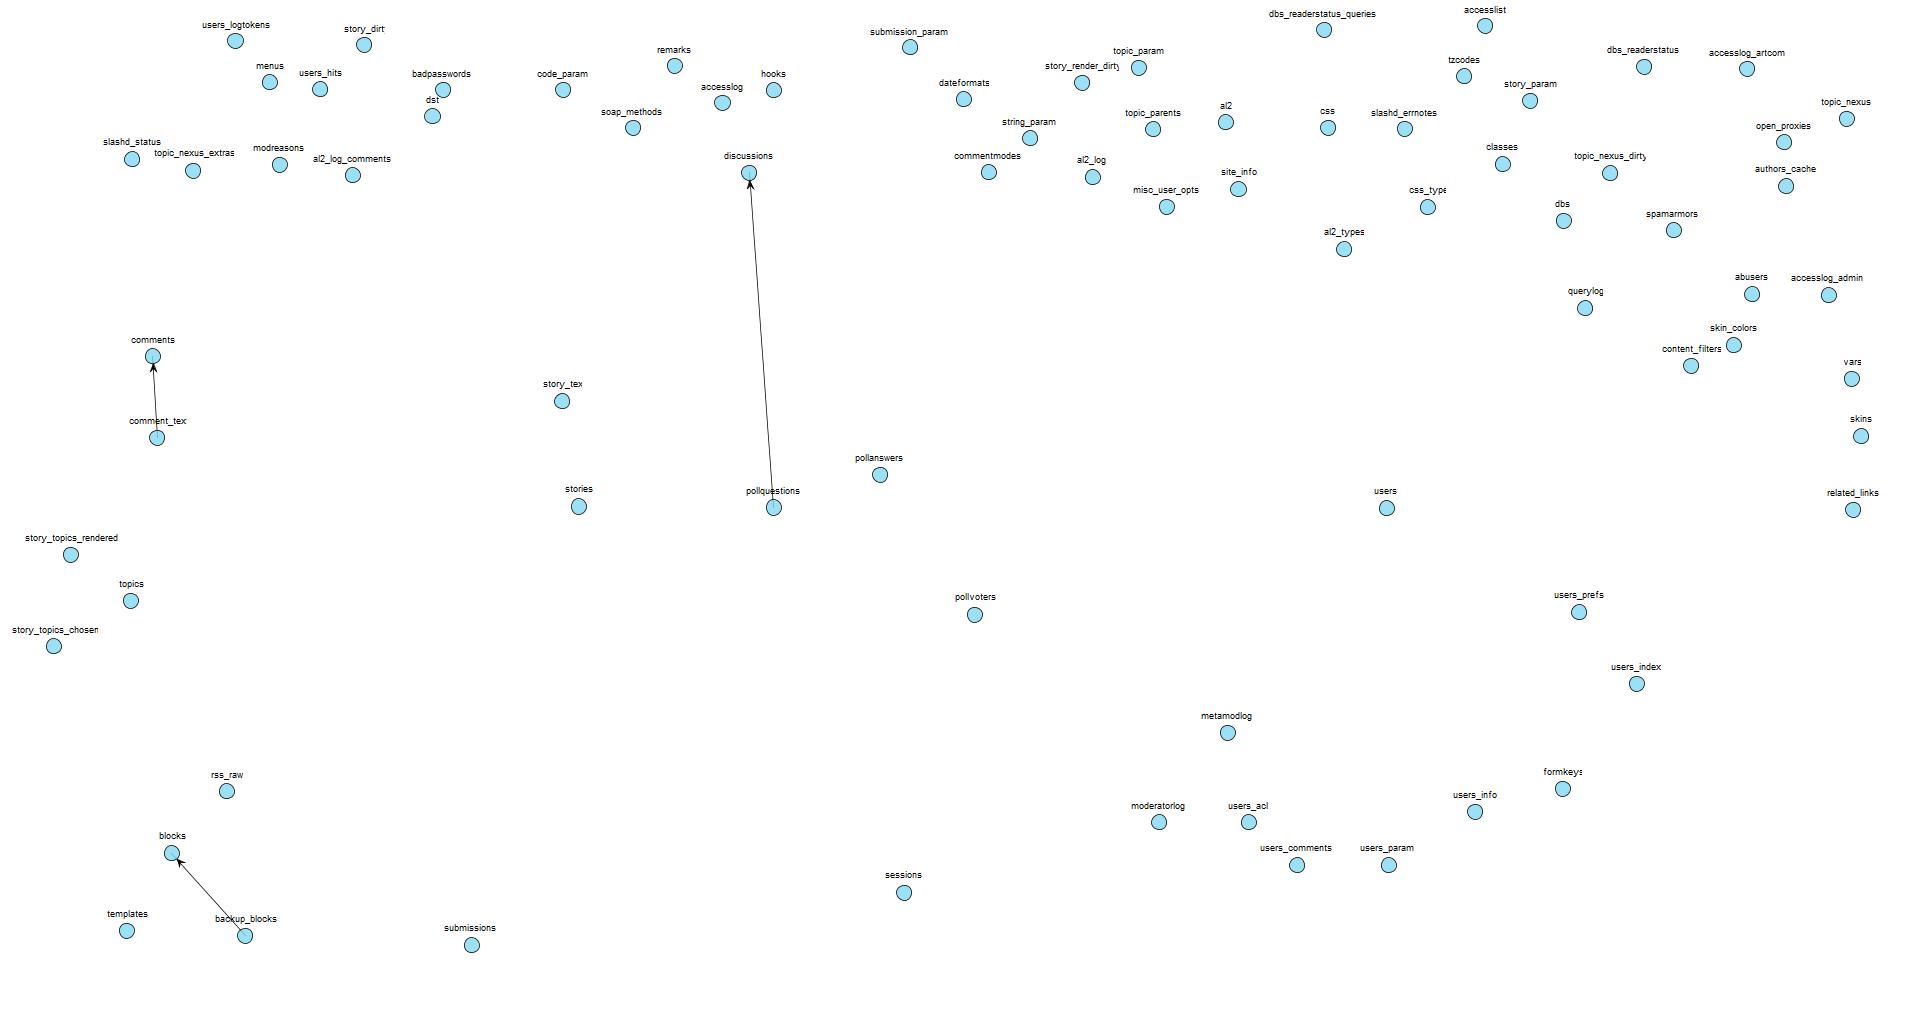 accesslist
dbs_readerstatus_queries
users_logtokens
story_dirt
submission_param
remarks
topic_param
dbs_readerstatus
accesslog_artcom
tzcodes
menus
users_hits
badpasswords
code_param
hooks
story_render_dirty
dateformats
story_param
accesslog
dst
topic_nexus
al2
soap_methods
css
slashd_errnotes
topic_parents
string_param
open_proxies
slashd_status
topic_nexus_extras
modreasons
al2_log_comments
discussions
commentmodes
al2_log
classes
topic_nexus_dirty
authors_cache
site_info
misc_user_opts
css_type
dbs
spamarmors
al2_types
abusers
accesslog_admin
querylog
skin_colors
comments
content_filters
vars
story_tex
comment_tex
skins
pollanswers
stories
pollquestions
users
related_links
story_topics_rendered
topics
pollvoters
users_prefs
story_topics_chosen
users_index
metamodlog
rss_raw
formkeys
users_info
moderatorlog
users_acl
blocks
users_comments
users_param
sessions
templates
backup_blocks
submissions